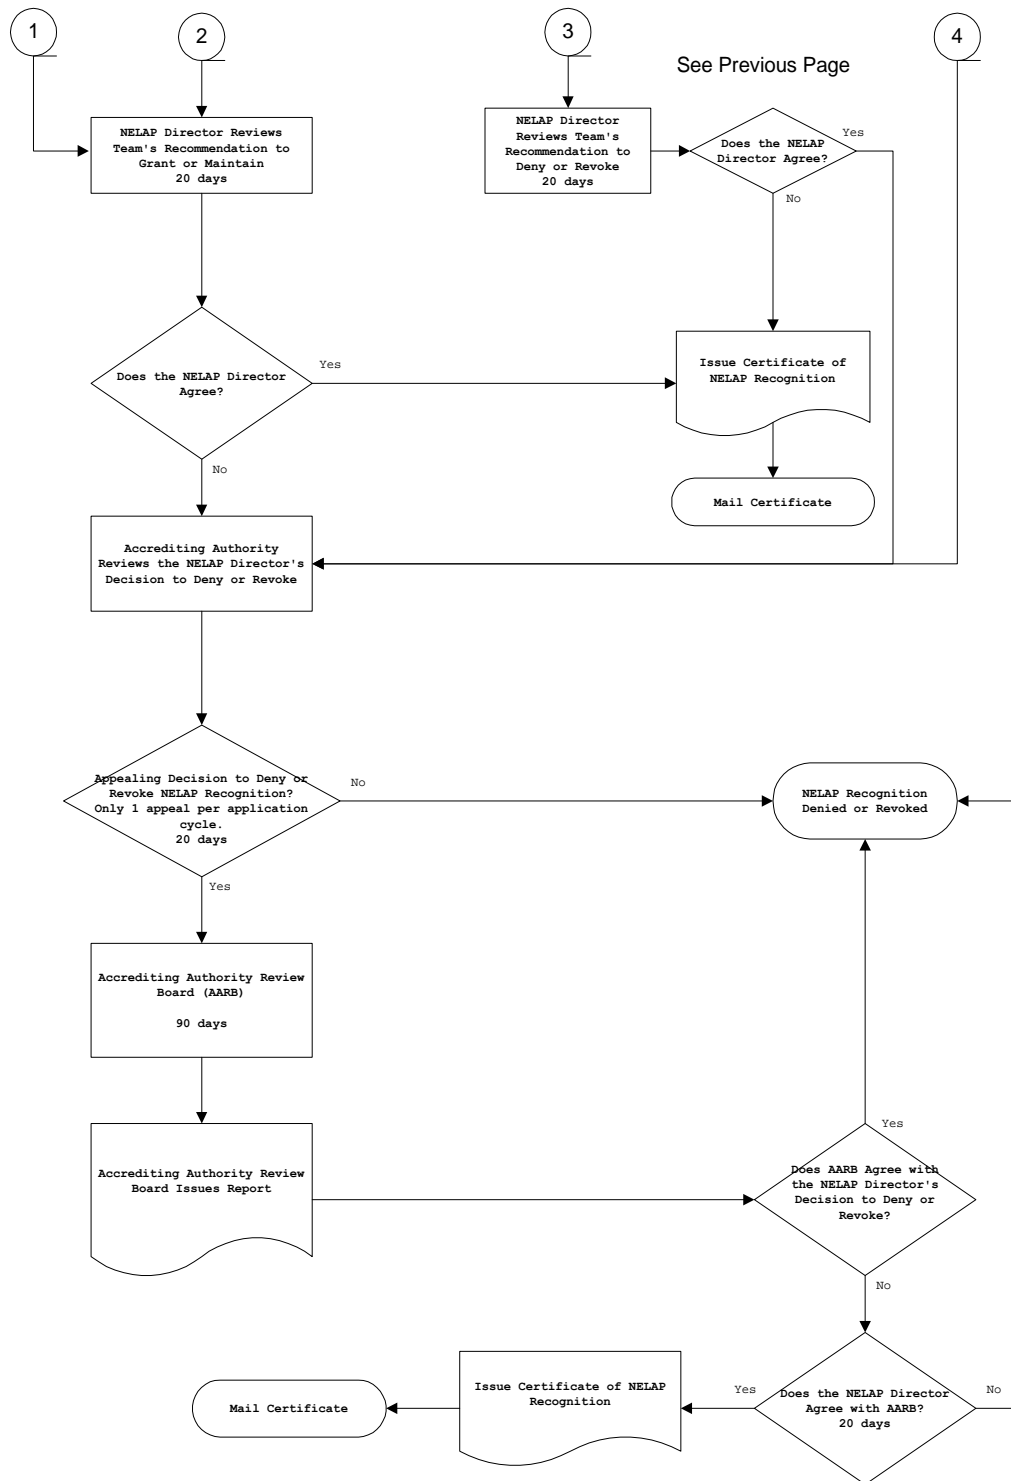 1
2
3
4
See Previous Page
NELAP Director Reviews
Team's Recommendation to
Grant or Maintain
20 days
NELAP Director
Reviews Team's
Recommendation to
Deny or Revoke
20 days
Does the NELAP
Director Agree?
Yes
No
Does the NELAP Director
Agree?
Yes
No
Issue Certificate of
NELAP Recognition
Mail Certificate
Accrediting Authority
Reviews the NELAP Director's
Decision to Deny or Revoke
Appealing Decision to Deny or
Revoke NELAP Recognition?
Only 1 appeal per application
cycle.
20 days
No
Yes
NELAP Recognition
Denied or Revoked
Accrediting Authority Review
Board (AARB)
90 days
Accrediting Authority Review
Board Issues Report
Yes
Does AARB Agree with
the NELAP Director's
Decision to Deny or
Revoke?
No
Does the NELAP Director
Agree with AARB?
20 days
Yes
No
Issue Certificate of NELAP
Recognition
Mail Certificate